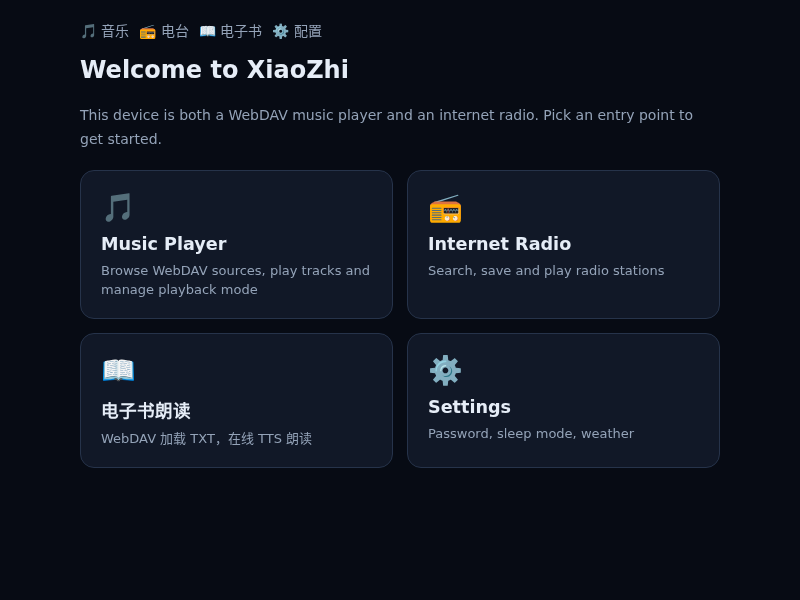 🎵 音乐 📻 电台 📖 电子书 ⚙️ 配置
Welcome to XiaoZhi
This device is both a WebDAV music player and an internet radio. Pick an entry point to
get started.
Music Player
Browse WebDAV sources, play tracks and
manage playback mode
Internet Radio
Search, save and play radio stations
电子书朗读
WebDAV 加载 TXT，在线 TTS 朗读
Settings
Password, sleep mode, weather